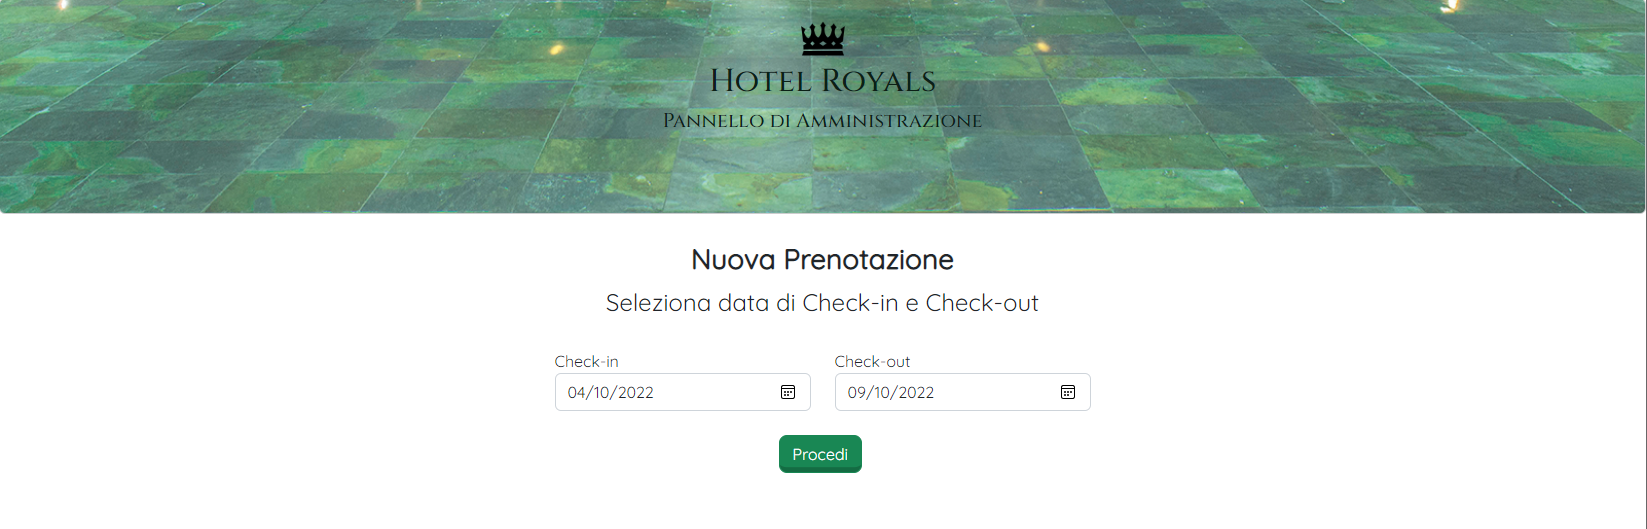 Hotel Royals
Pannello di Amministrazione
Nuova Prenotazione
Seleziona data di Check-in e Check-out
Check-in
Check-out
04/10/2022
09/10/2022
Procedi